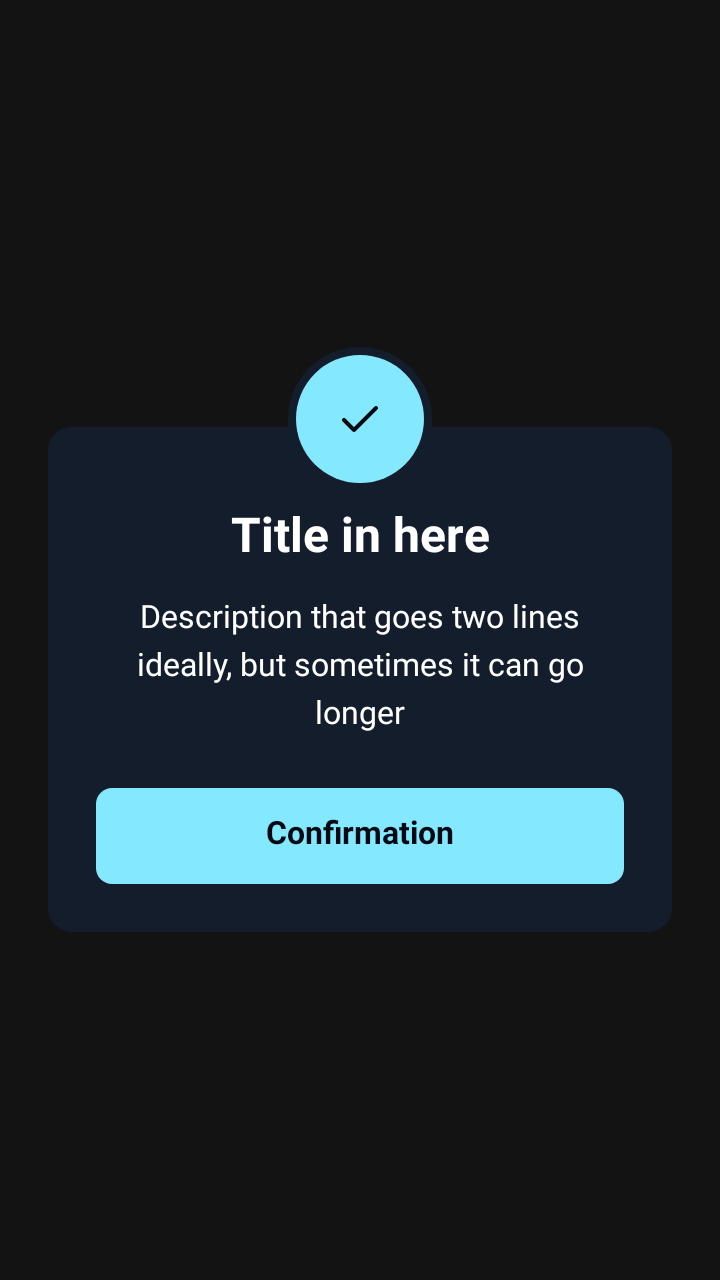 Title in here
Description that goes two lines
ideally, but sometimes it can go
longer
Confirmation